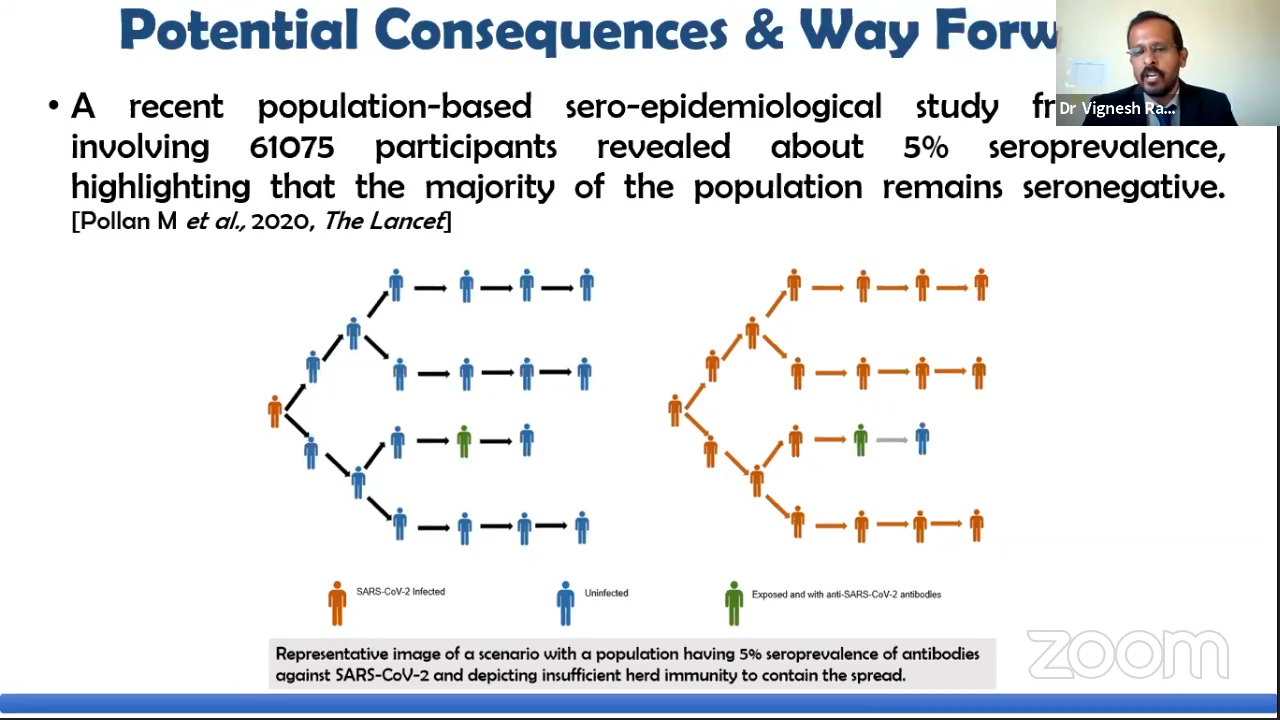 Potential Consequences & Way Forw
Dr Vignesh Ra...
• A recent population-based sero-epidemiological study
involving 61075 participants revealed about 5% seroprevalence,
highlighting that the majority of the population remains seronegative.
[Pollan M et al., 2020, The Lancet]
SARS-CoV-2 Infected
Uninfected
Exposed and with anti-SARS-CoV-2 antibodies
Representative image of a scenario with a population having 5% seroprevalence of antibodies
against SARS-CoV-2 and depicting insufficient herd immunity to contain the spread.
zoom